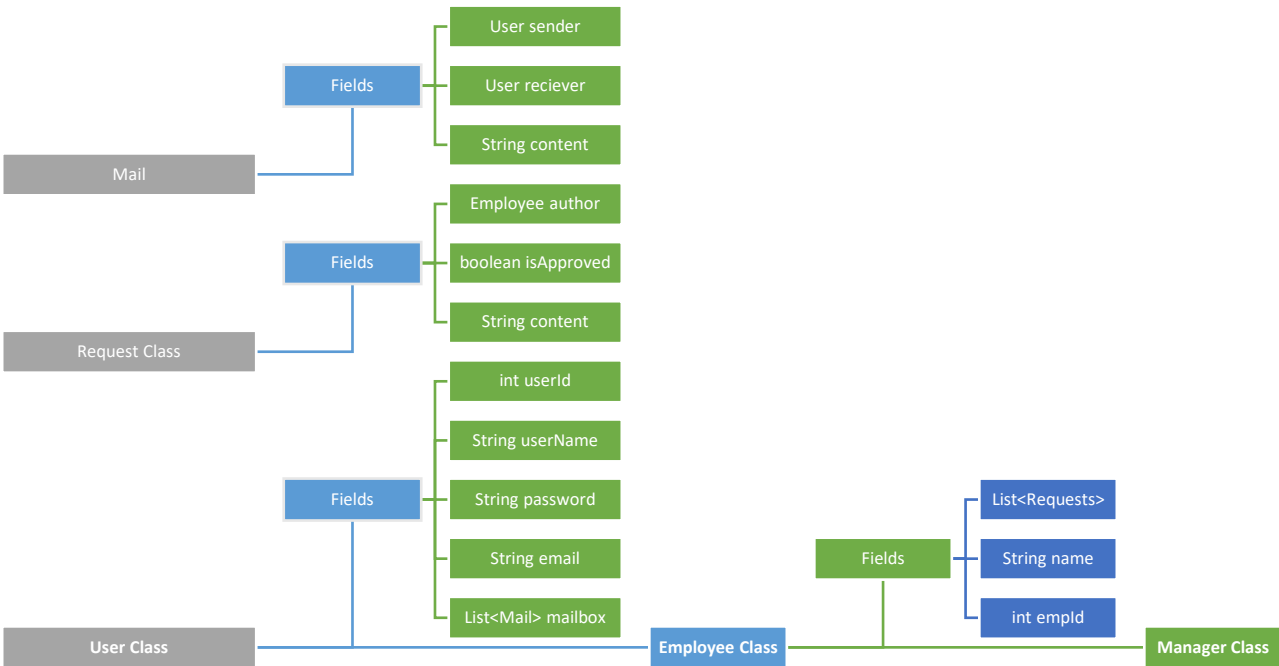 User sender
Fields
User reciever
String content
Mail
Employee author
Fields
boolean isApproved
String content
Request Class
int userId
String userName
Fields
String password
String email
List<Mail> mailbox
List<Requests>
Fields
String name
int empId
User Class
Employee Class
Manager Class